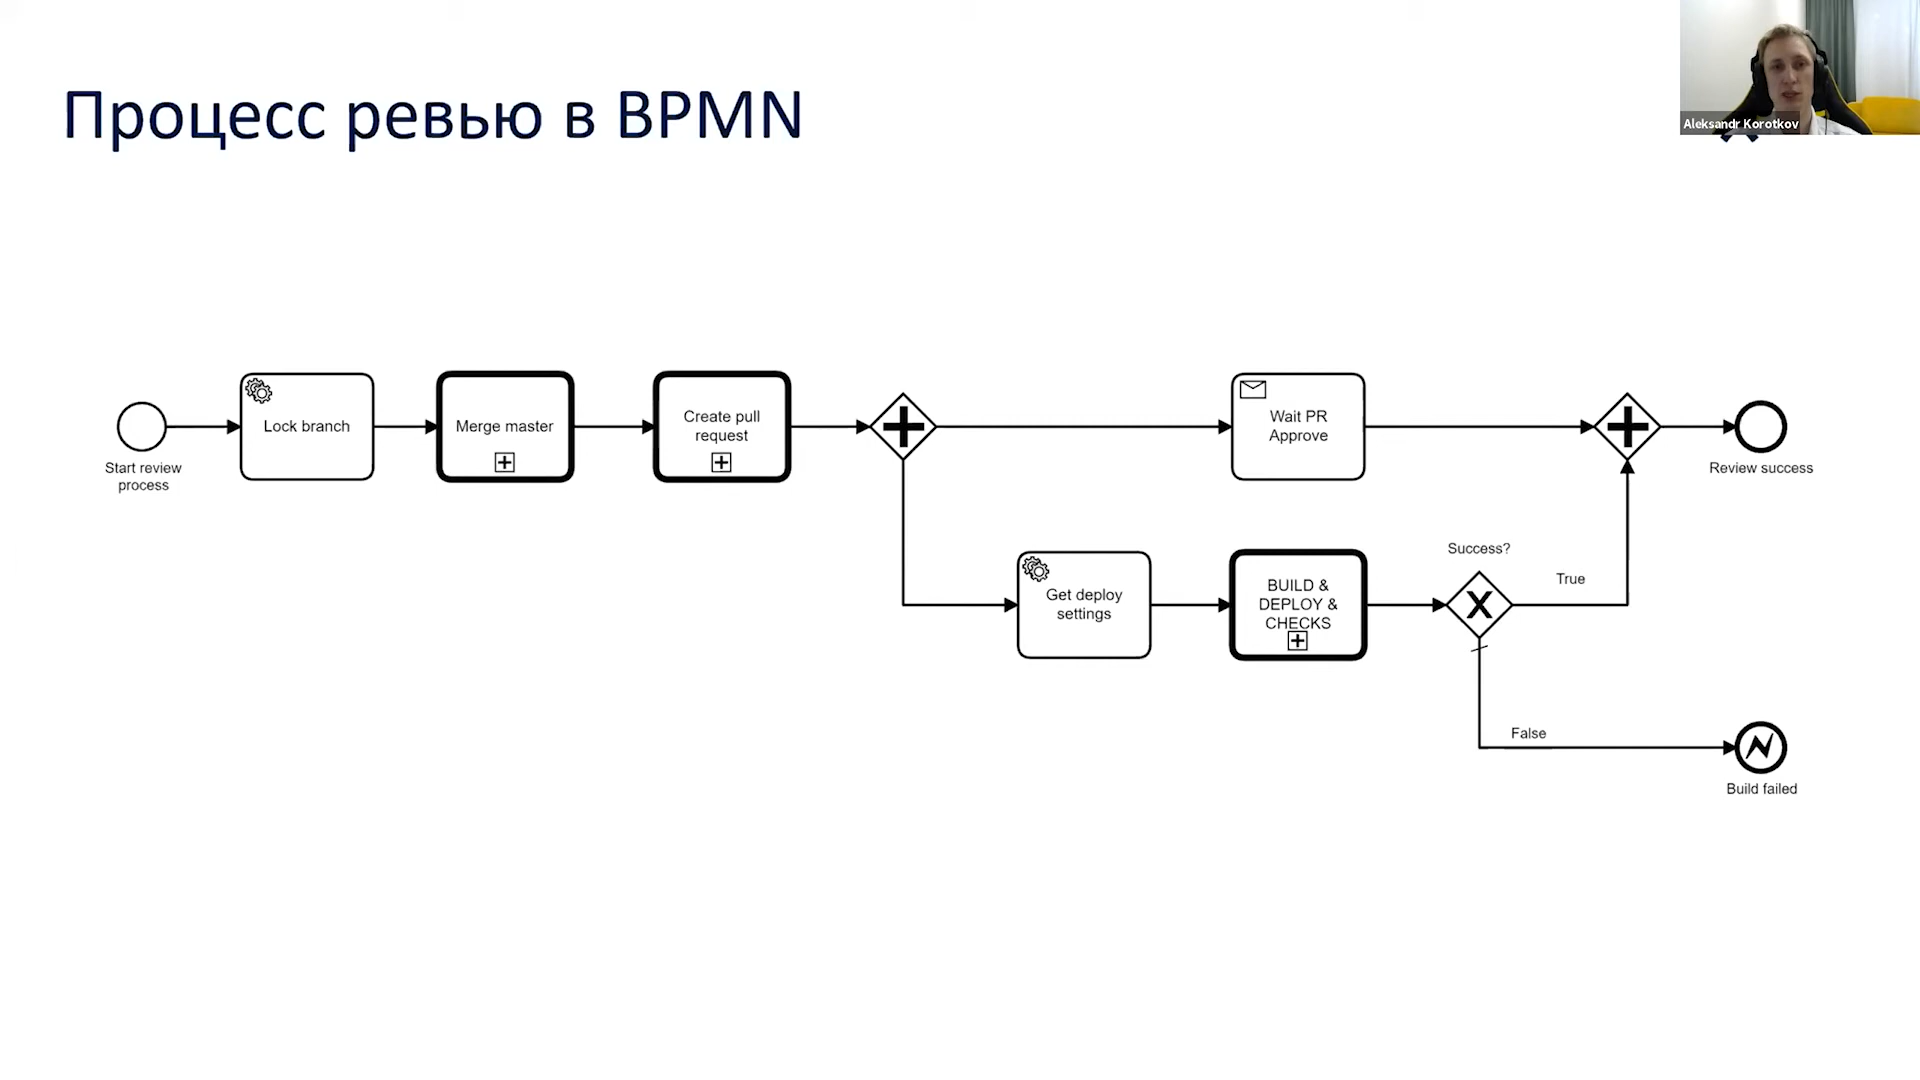 Процесс ревью в BPMN
Aleksandr Korotkov
Start review
process
Lock branch
Merge master
Create pull
request
Wait PR
Approve
Review success
Get deploy
settings
BUILD &
DEPLOY &
CHECKS
Success?
True
False
Build failed